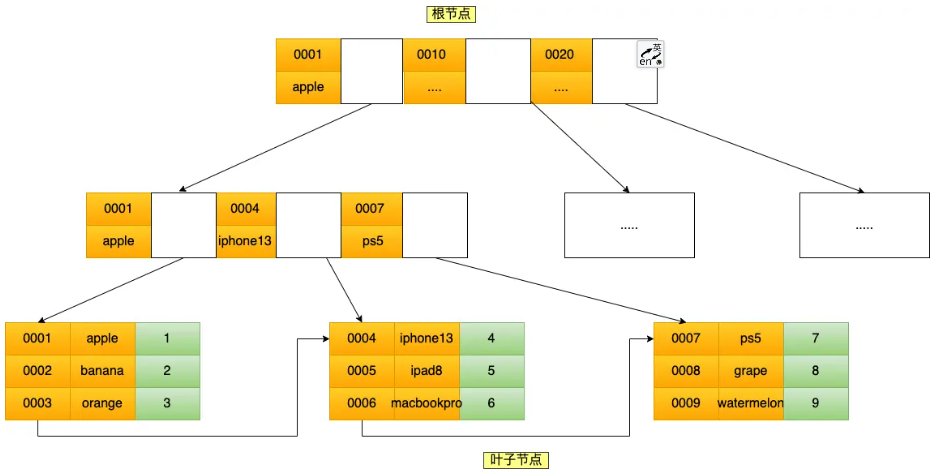 根节点
0001 0010 0020
英
en
apple .... ....
0001 0004 0007
apple iphone13 ps5
..... .....
0001 apple 1 0004 iphone13 4 0007 ps5 7
0002 banana 2 0005 ipad8 5 0008 grape 8
0003 orange 3 0006 macbookpro 6 0009 watermelon 9
叶子节点